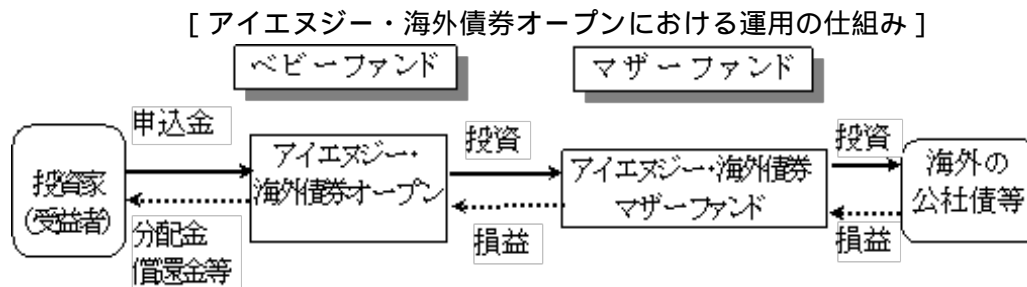 [アイエヌジー・海外債券オープンにおける運用の仕組み]
ベビーファンド
マザーファンド
申込金
投資家
(受益者)
分配金
償還金等
アイエヌジー・
海外債券オープン
投資
損益
アイエヌジー・海外債券
マザーファンド
投資
損益
海外の
公社債等